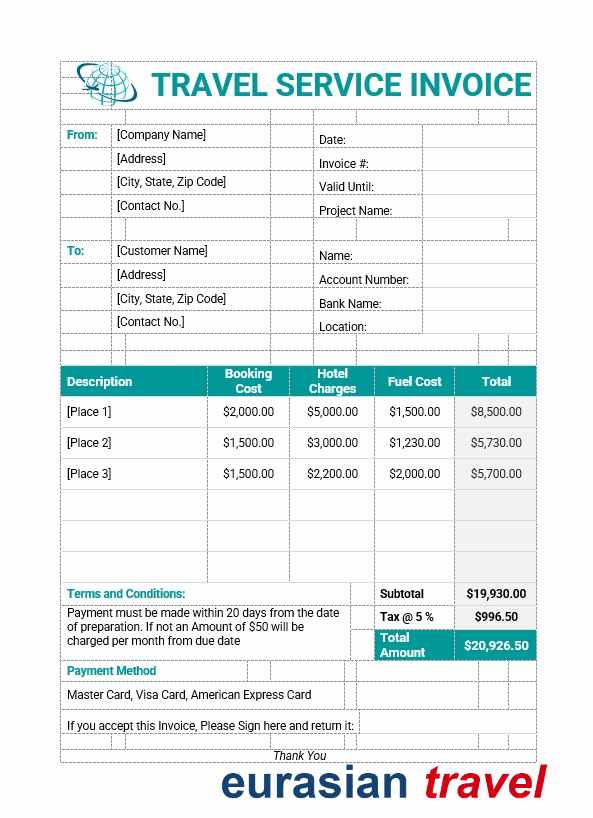 TRAVEL SERVICE INVOICE
From: [Company Name] Date:
[Address] Invoice #:
[City, State, Zip Code] Valid Until:
[Contact No.] Project Name:
To: [Customer Name] Name:
[Address] Account Number:
[City, State, Zip Code] Bank Name:
[Contact No.] Location:
Description Booking Cost Hotel Charges Fuel Cost Total
[Place 1] $2,000.00 $5,000.00 $1,500.00 $8,500.00
[Place 2] $1,500.00 $3,000.00 $1,230.00 $5,730.00
[Place 3] $1,500.00 $2,200.00 $2,000.00 $5,700.00
Terms and Conditions: Subtotal $19,930.00
Payment must be made within 20 days from the date
of preparation. If not an Amount of $50 will be
charged per month from due date
Tax @ 5 % $996.50
Total Amount $20,926.50
Payment Method
Master Card, Visa Card, American Express Card
If you accept this Invoice, Please Sign here and return it:
Thank You
eurasian travel